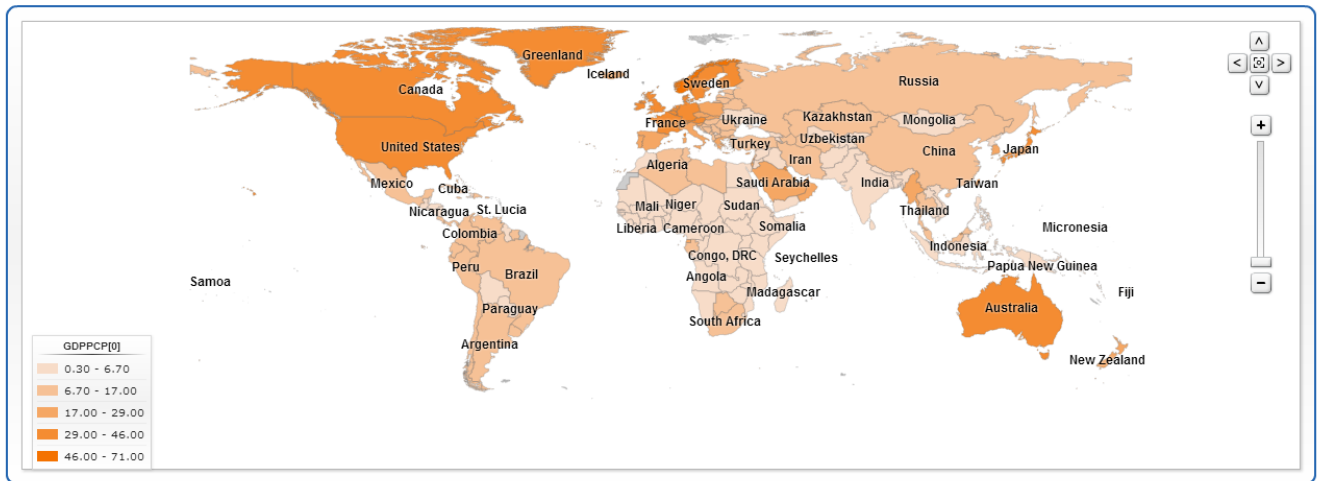 Greenland
Iceland
Sweden
Russia
Canada
France
Ukraine
Kazakhstan
Mongolia
United States
Turkey
Uzbekistan
China
Japan
Algeria
Iran
Mexico
Cuba
Saudi Arabia
India
Taiwan
Nicaragua
St. Lucia
Mali
Niger
Sudan
Thailand
Colombia
Liberia
Cameroon
Somalia
Micronesia
Indonesia
Congo, DRC
Seychelles
Peru
Brazil
Papua New Guinea
Samoa
Angola
Madagascar
Fiji
Paraguay
Australia
South Africa
Argentina
New Zealand
GDPPCP[0]
0.30 - 6.70
6.70 - 17.00
17.00 - 29.00
29.00 - 46.00
46.00 - 71.00